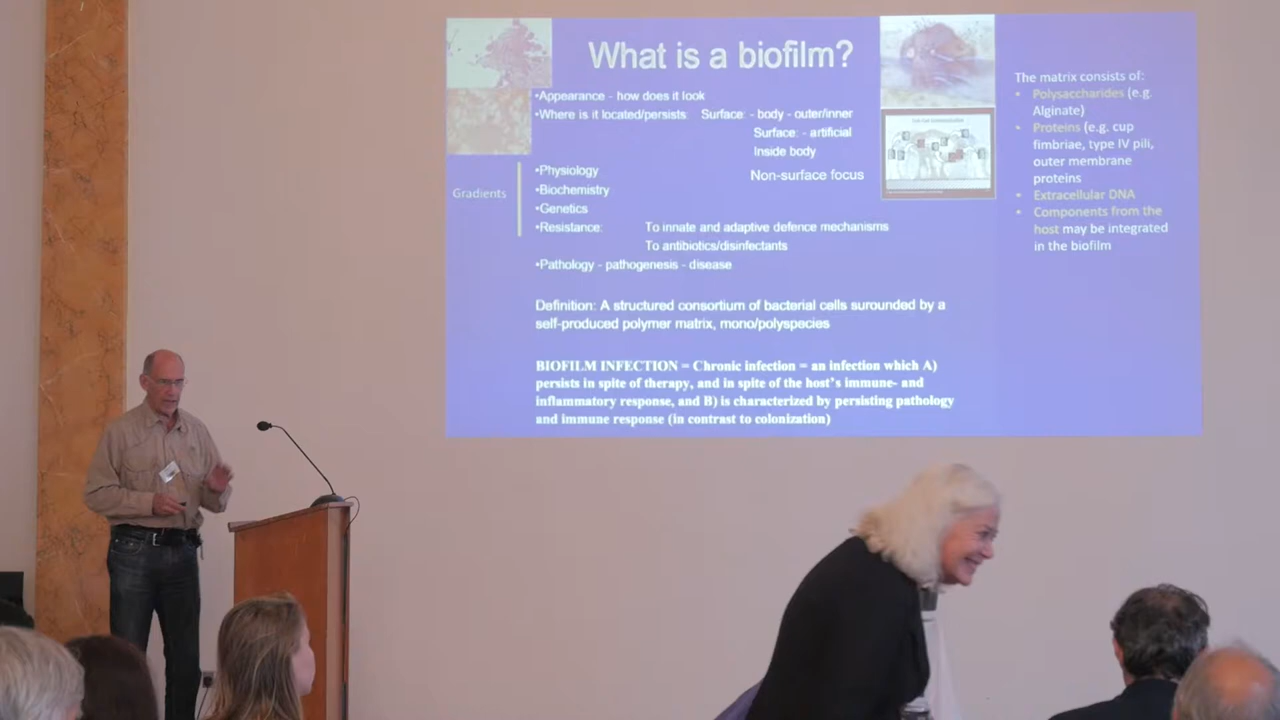 What is a biofilm?
•Appearance - how does it look
•Where is it located/persists: Surface: - body - outer/inner
Surface: - artificial
Inside body
Non-surface focus
Gradients
•Physiology
•Biochemistry
•Genetics
•Resistance: To innate and adaptive defence mechanisms
To antibiotics/disinfectants
•Pathology - pathogenesis - disease
Definition: A structured consortium of bacterial cells surounded by a
self-produced polymer matrix, mono/polyspecies
BIOFILM INFECTION = Chronic infection = an infection which A)
persists in spite of therapy, and in spite of the host's immune- and
inflammatory response, and B) is characterized by persisting pathology
and immune response (in contrast to colonization)
The matrix consists of:
• Polysaccharides (e.g.
Alginate)
• Proteins (e.g. cup
fimbriae, type IV pili,
outer membrane
proteins
• Extracellular DNA
• Components from the
host may be integrated
in the biofilm